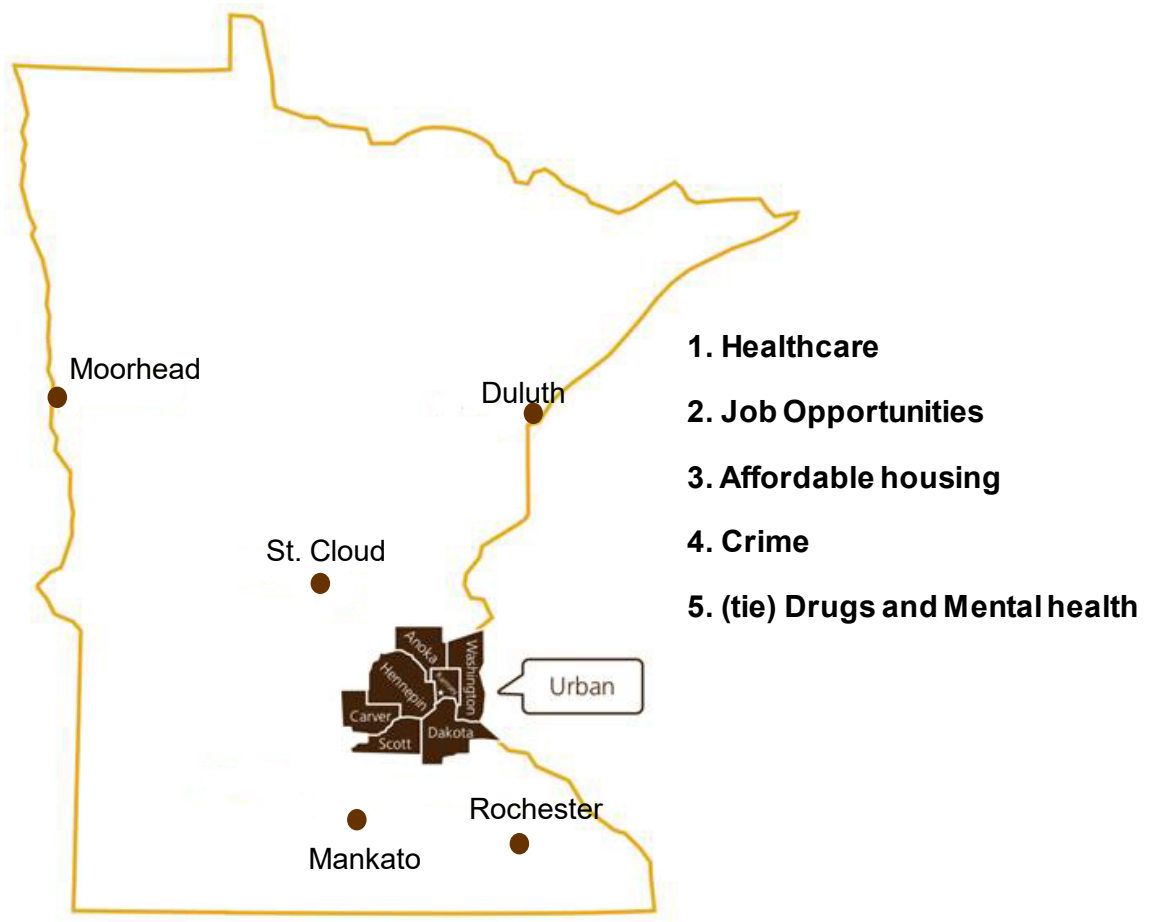 Moorhead
Duluth
1. Healthcare
2. Job Opportunities
3. Affordable housing
4. Crime
5. (tie) Drugs and Mental health
St. Cloud
Anoka
Washington
Hennepin
Ramsey
Urban
Carver
Scott
Dakota
Rochester
Mankato